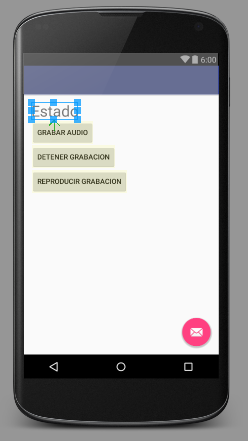 6:00
Estado
GRABAR AUDIO
DETENER GRABACION
REPRODUCIR GRABACION